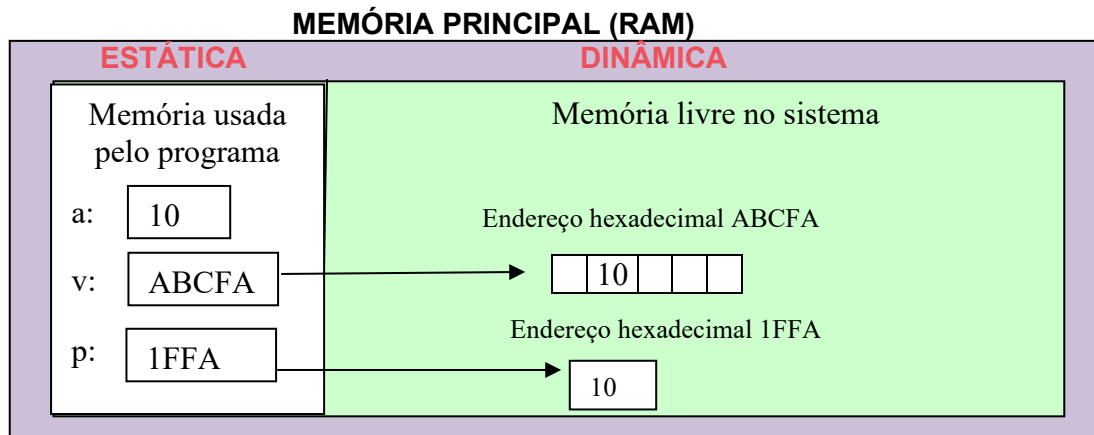 MEMÓRIA PRINCIPAL (RAM)
ESTÁTICA
DINÂMICA
Memória usada
pelo programa
Memória livre no sistema
a:
10
Endereço hexadecimal ABCFA
v:
ABCFA
10
Endereço hexadecimal 1FFA
p:
1FFA
10